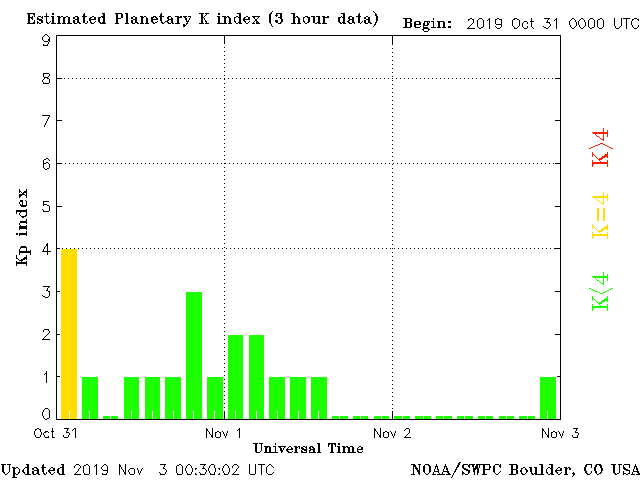 Estimated Planetary K index (3 hour data) Begin: 2019 Oct 31 0000 UTC
9
8
7
6
5
4
3
2
1
0
Kp index
K>4
K=4
K<4
Oct 31 Nov 1 Nov 2 Nov 3
Universal Time
Updated 2019 Nov 3 00:30:02 UTC NOAA/SWPC Boulder, CO USA